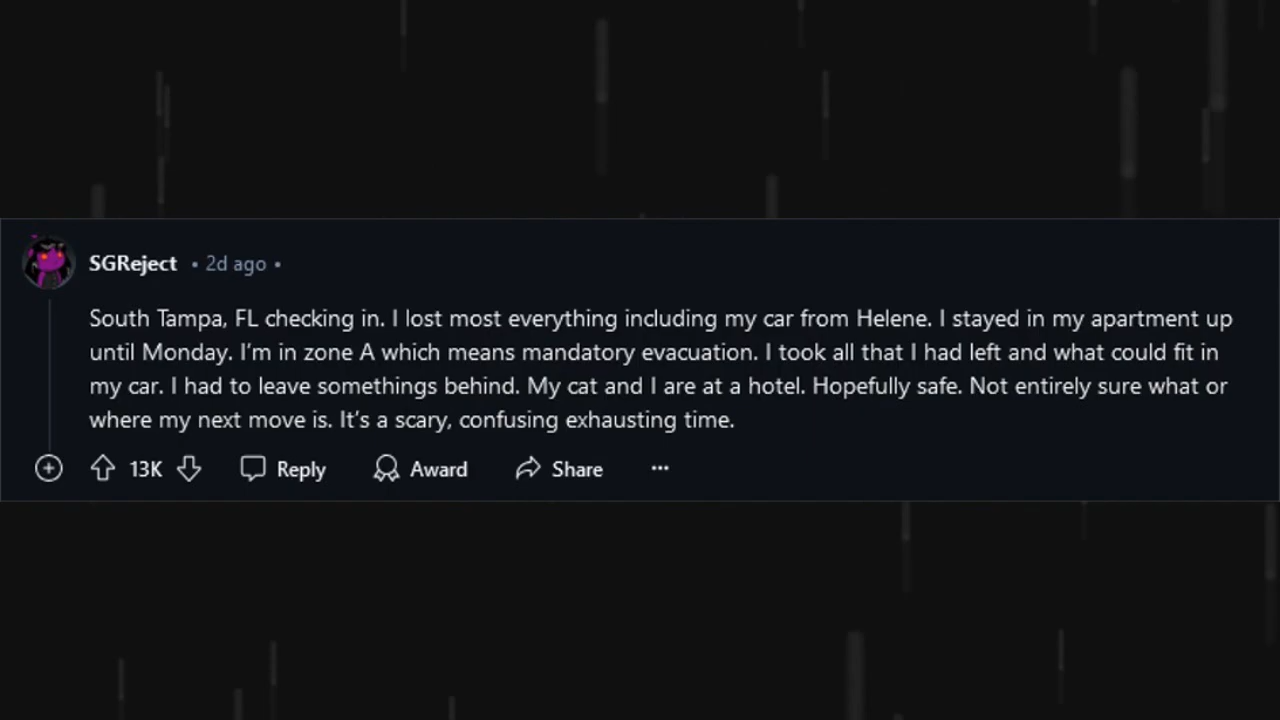 SGReject • 2d ago •
South Tampa, FL checking in. I lost most everything including my car from Helene. I stayed in my apartment up
until Monday. I'm in zone A which means mandatory evacuation. I took all that I had left and what could fit in
my car. I had to leave somethings behind. My cat and I are at a hotel. Hopefully safe. Not entirely sure what or
where my next move is. It's a scary, confusing exhausting time.
13K Reply Award Share ···